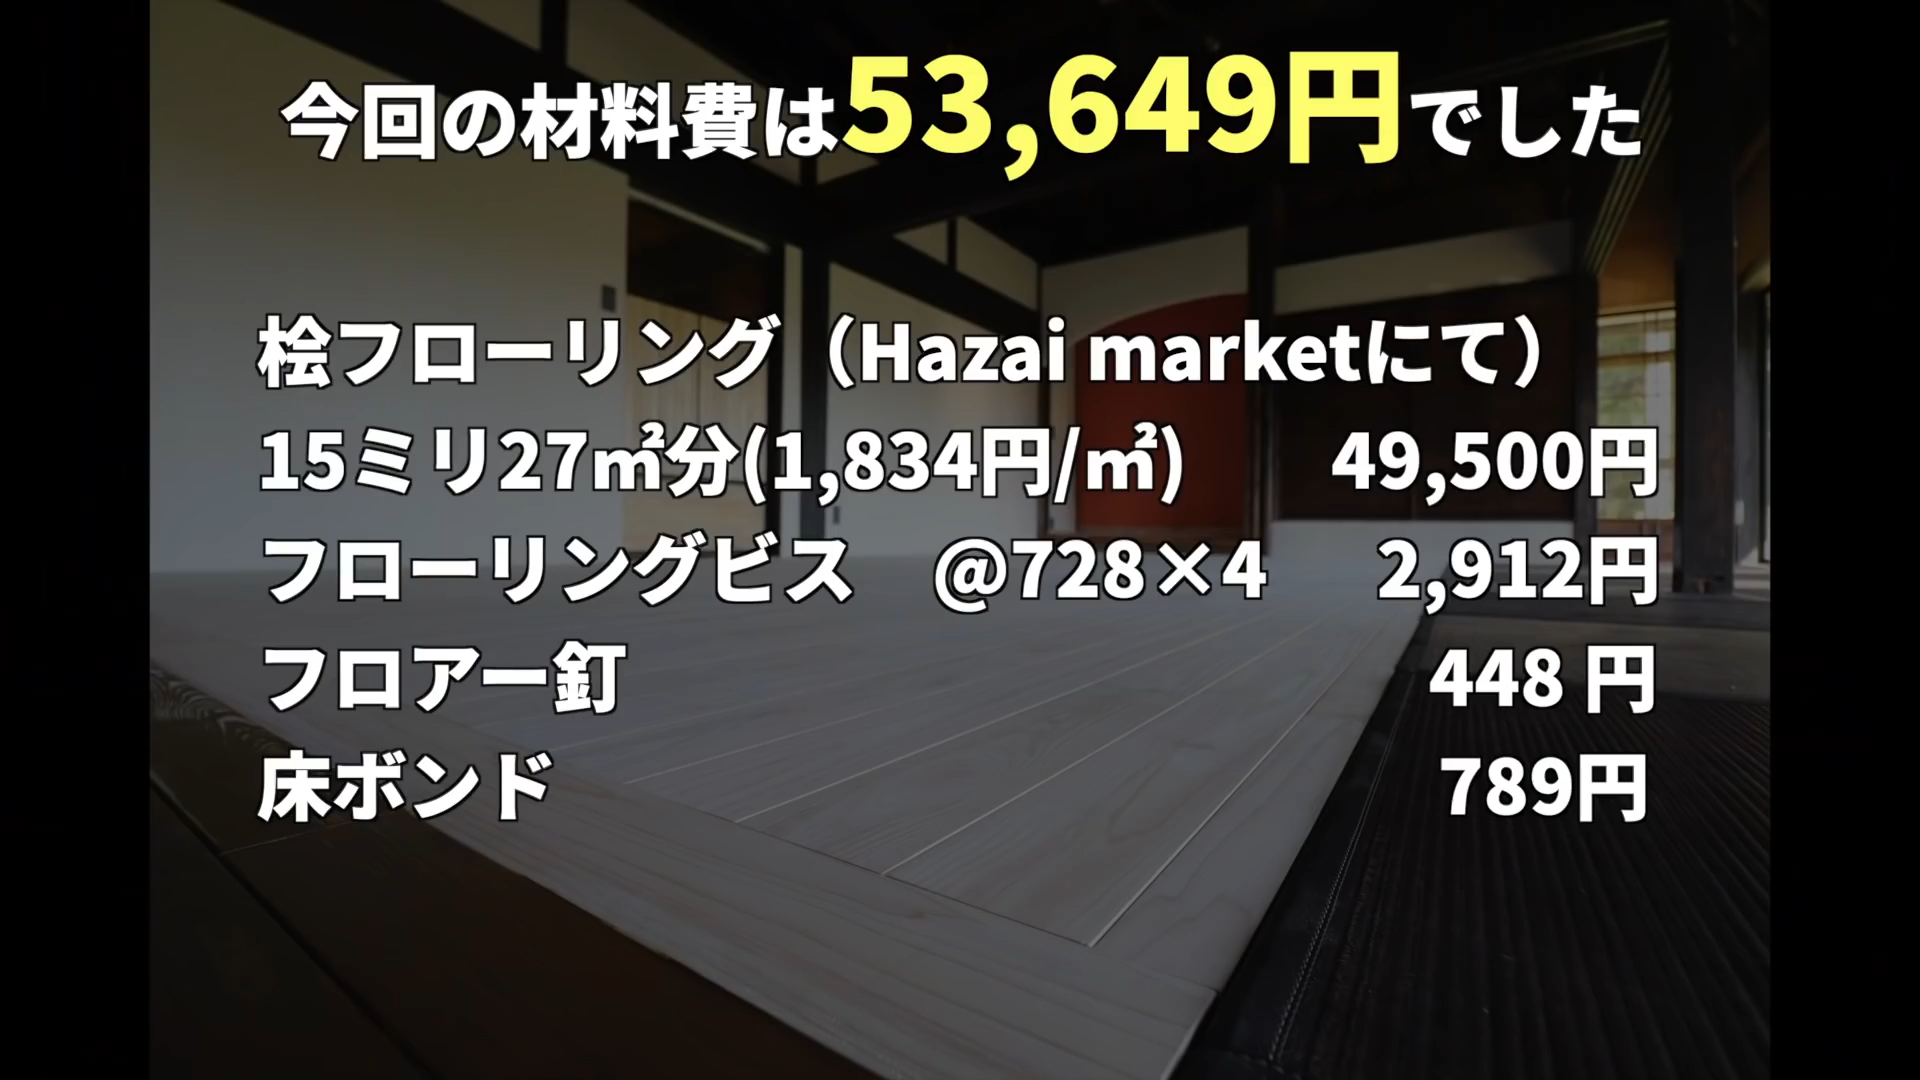 今回の材料費は53,649円でした
桧フローリング（Hazai marketにて）
15ミリ27㎡分(1,834円/㎡)　49,500円
フローリングビス　@728×4　2,912円
フロアー釘　448 円
床ボンド　789円